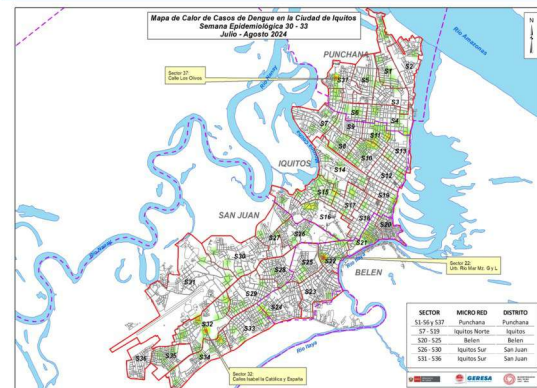 Mapa de Calor de Casos de Dengue en la Ciudad de Iquitos
Semana Epidemiológica 30 - 33
Julio - Agosto 2024
N
Río Amazonas
PUNCHANA
S2
S1
Sector 37:
Calle Los Olivos
S37
S5
S3
S6
S4
S7
S9
S11
S8
S10
S13
IQUITOS
S14
S12
S15
S19
S17
SAN JUAN
S16
S18
S20
S27
S26
S21
S30
S25
S22
Sector 22:
Urb. Rio Mar Mz. G y L
BELEN
S28
S31
S29
S23
S24
S32
S33
Río Itaya
S36
S35
S34
Sector 32:
Calles Isabel la Católica y España
SECTOR MICRO RED DISTRITO
S1-S6 y S37 Punchana Punchana
S7 - S19 Iquitos Norte Iquitos
S20 - S25 Belen Belen
S26 - S30 Iquitos Sur San Juan
S31 - S36 Iquitos Sur San Juan
GERESA